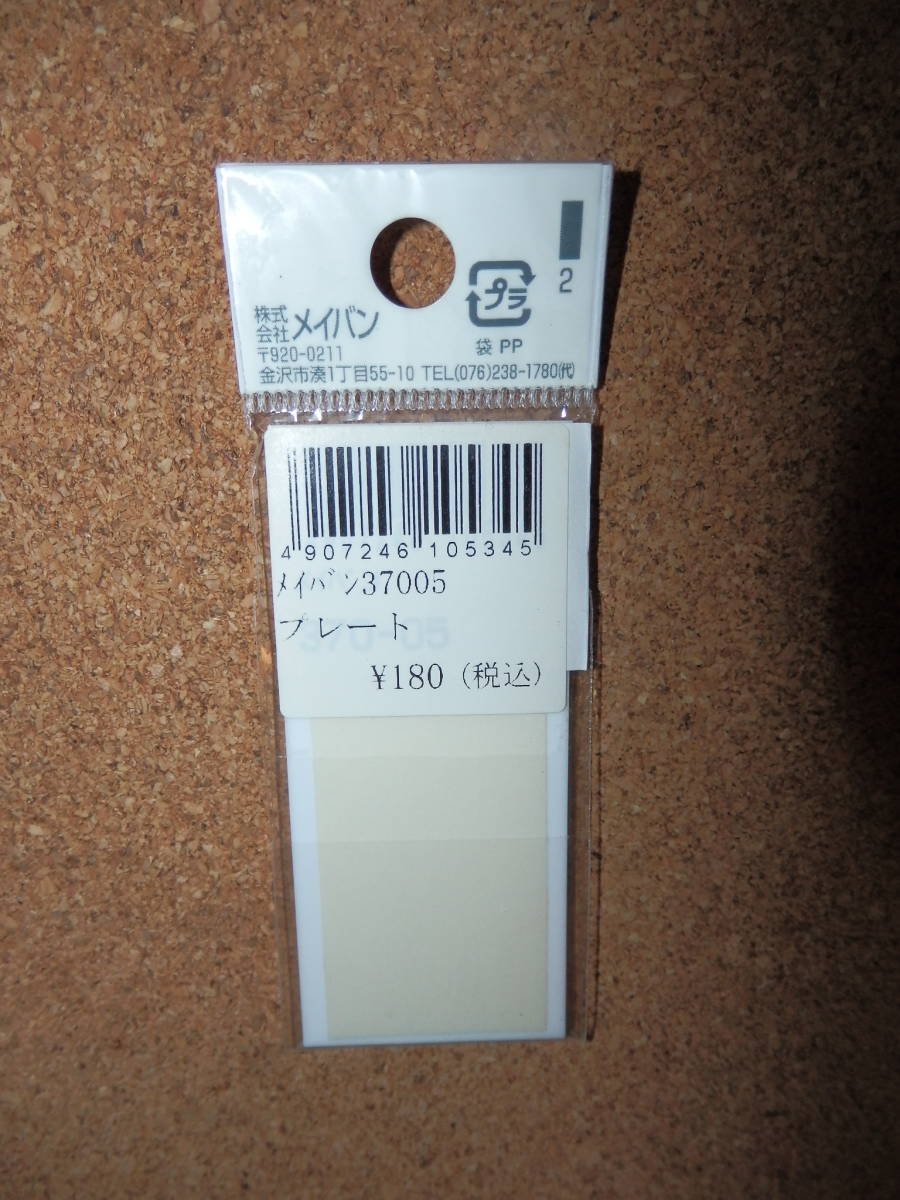 2
プラ
袋 PP
株式
会社 メイバン
〒920-0211
金沢市湊1丁目55-10 TEL(076)238-1780㈹
4 907246 105345
ﾒｲﾊﾞﾝ37005
プレート
370-05
¥180 (税込)